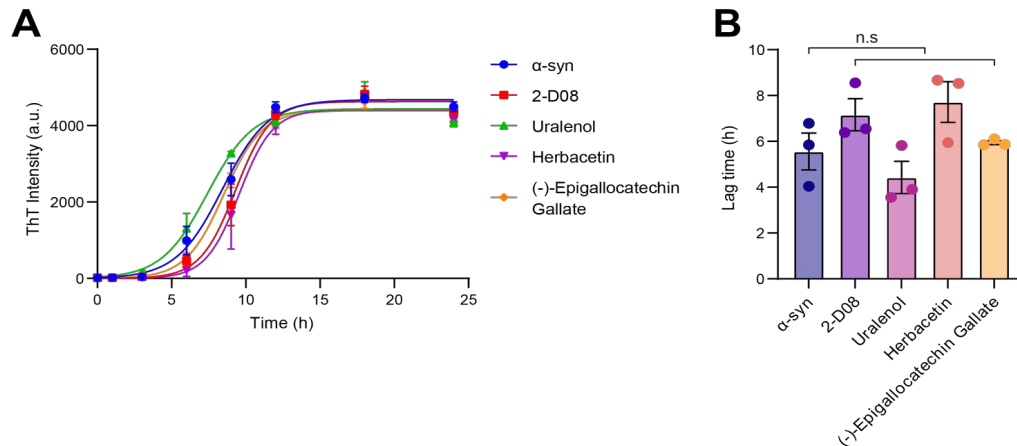 A
6000
4000
2000
0
ThT Intensity (a.u.)
0 5 10 15 20 25
Time (h)
α-syn
2-D08
Uralenol
Herbacetin
(-)-Epigallocatechin
Gallate
B
n.s
10
8
6
4
2
0
Lag time (h)
α-syn
2-D08
Uralenol
Herbacetin
(-)-Epigallocatechin Gallate